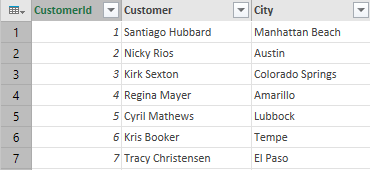 CustomerId Customer City
1 1 Santiago Hubbard Manhattan Beach
2 2 Nicky Rios Austin
3 3 Kirk Sexton Colorado Springs
4 4 Regina Mayer Amarillo
5 5 Cyril Mathews Lubbock
6 6 Kris Booker Tempe
7 7 Tracy Christensen El Paso